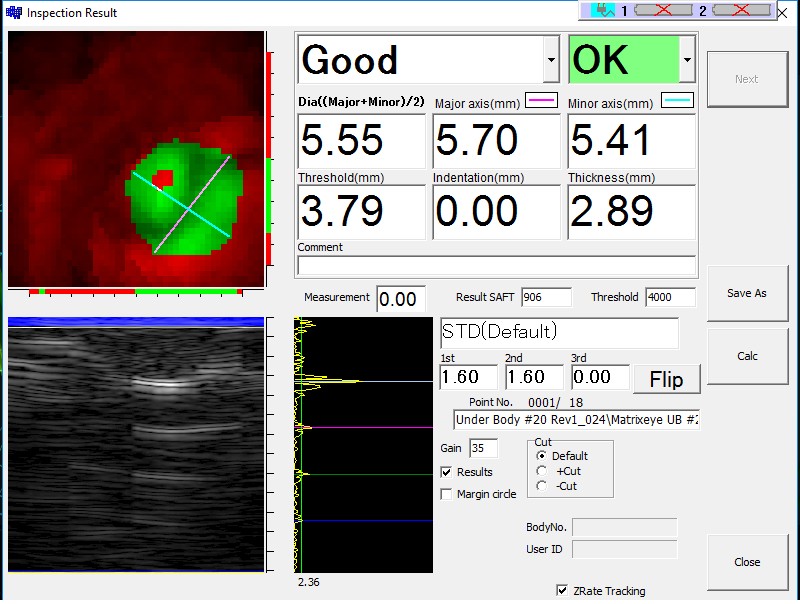 Inspection Result
1 2
Good OK
Next
Dia((Major+Minor)/2) Major axis(mm) Minor axis(mm)
5.55 5.70 5.41
Threshold(mm) Indentation(mm) Thickness(mm)
3.79 0.00 2.89
Comment
Measurement 0.00 Result SAFT 906 Threshold 4000
Save As
STD(Default)
Calc
1st 2nd 3rd
1.60 1.60 0.00 Flip
Point No. 0001/ 18
Under Body #20 Rev1_024\Matrixeye UB #2
Gain 35
Cut
Default
Results
+Cut
-Cut
Margin circle
BodyNo.
User ID
Close
2.36
ZRate Tracking